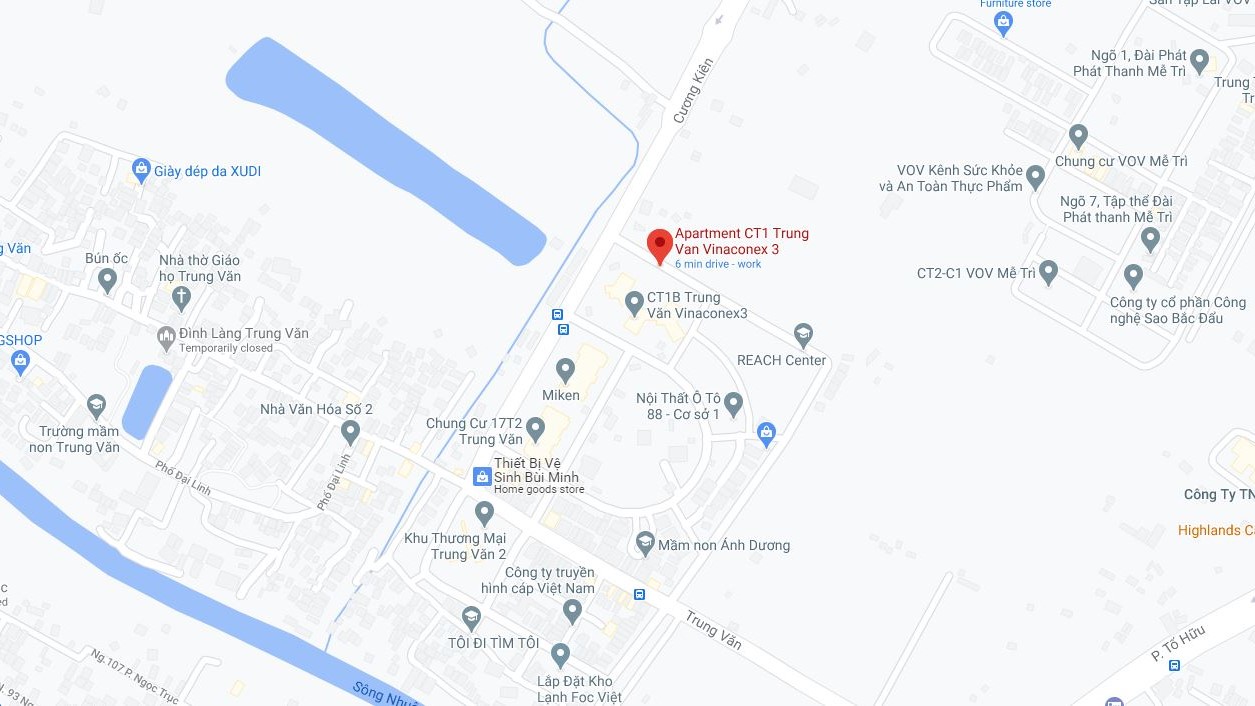 Furniture store
Ngõ 1, Đài Phát
Phát Thanh Mễ Trì
Cương Kiên
Chung cư VOV Mễ Trì
Giày dép da XUDI
VOV Kênh Sức Khỏe
và An Toàn Thực Phẩm
Ngõ 7, Tập thể Đài
Phát thanh Mễ Trì
Apartment CT1 Trung
Van Vinaconex 3
6 min drive - work
Văn
Bún ốc
Nhà thờ Giáo
họ Trung Văn
CT2-C1 VOV Mễ Trì
CT1B Trung
Văn Vinaconex3
Công ty cổ phần Công
nghệ Sao Bắc Đẩu
Đình Làng Trung Văn
Temporarily closed
GSHOP
REACH Center
Miken
Nội Thất Ô Tô
88 - Cơ sở 1
Nhà Văn Hóa Số 2
Chung Cư 17T2
Trung Văn
Trường mầm
non Trung Văn
Thiết Bị Vệ
Sinh Bùi Minh
Home goods store
Phố Đại Linh
Phố Đại Linh
Công Ty TN
Khu Thương Mại
Trung Văn 2
Mầm non Ánh Dương
Highlands C
Công ty truyền
hình cáp Việt Nam
TÔI ĐI TÌM TÔI
Trung Văn
P. Tố Hữu
Ng.107 P. Ngọc Trục
Lắp Đặt Kho
Lạnh Foc Việt
Sông Nhuệ
N. 93 Ng